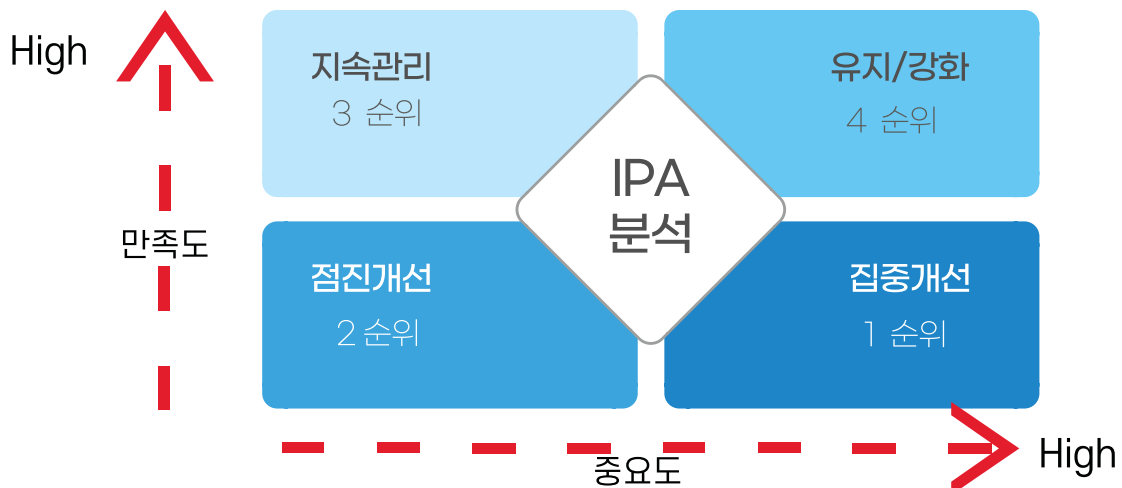 High
지속관리
3 순위
유지/강화
4 순위
IPA
분석
만족도
점진개선
2 순위
집중개선
1 순위
중요도
High